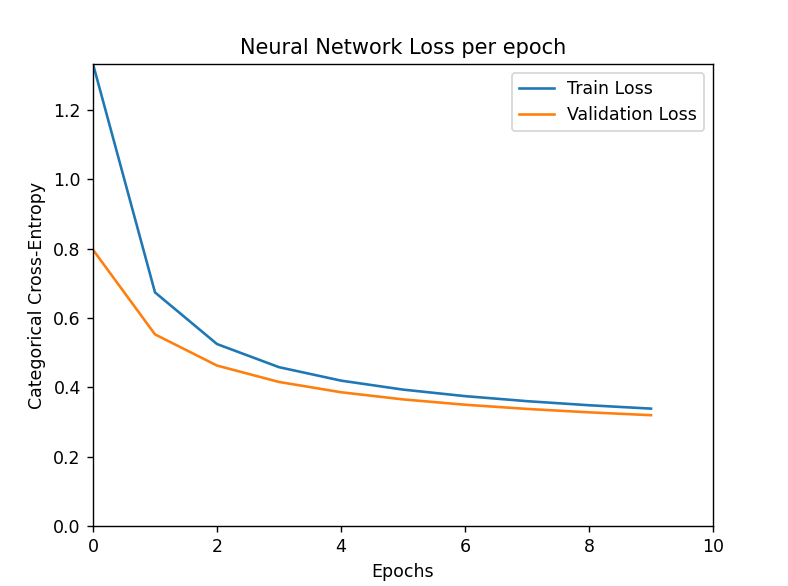 Neural Network Loss per epoch
Train Loss
Validation Loss
Categorical Cross-Entropy
1.2
1.0
0.8
0.6
0.4
0.2
0.0
0 2 4 6 8 10
Epochs